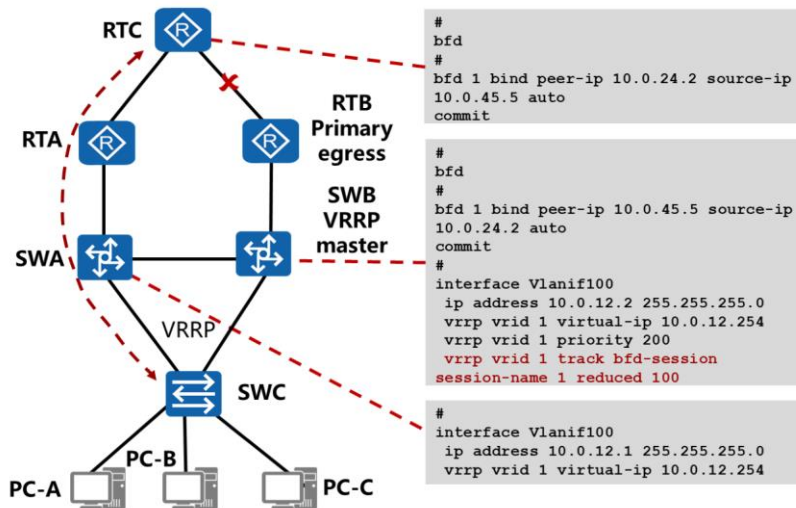 RTC
R
RTA
R
RTB
Primary
egress
R
SWA
SWB
VRRP
master
VRRP
SWC
PC-A
PC-B
PC-C
#
bfd
#
bfd 1 bind peer-ip 10.0.24.2 source-ip
10.0.45.5 auto
commit
#
bfd
#
bfd 1 bind peer-ip 10.0.45.5 source-ip
10.0.24.2 auto
commit
#
interface Vlanif100
ip address 10.0.12.2 255.255.255.0
vrrp vrid 1 virtual-ip 10.0.12.254
vrrp vrid 1 priority 200
vrrp vrid 1 track bfd-session
session-name 1 reduced 100
#
interface Vlanif100
ip address 10.0.12.1 255.255.255.0
vrrp vrid 1 virtual-ip 10.0.12.254